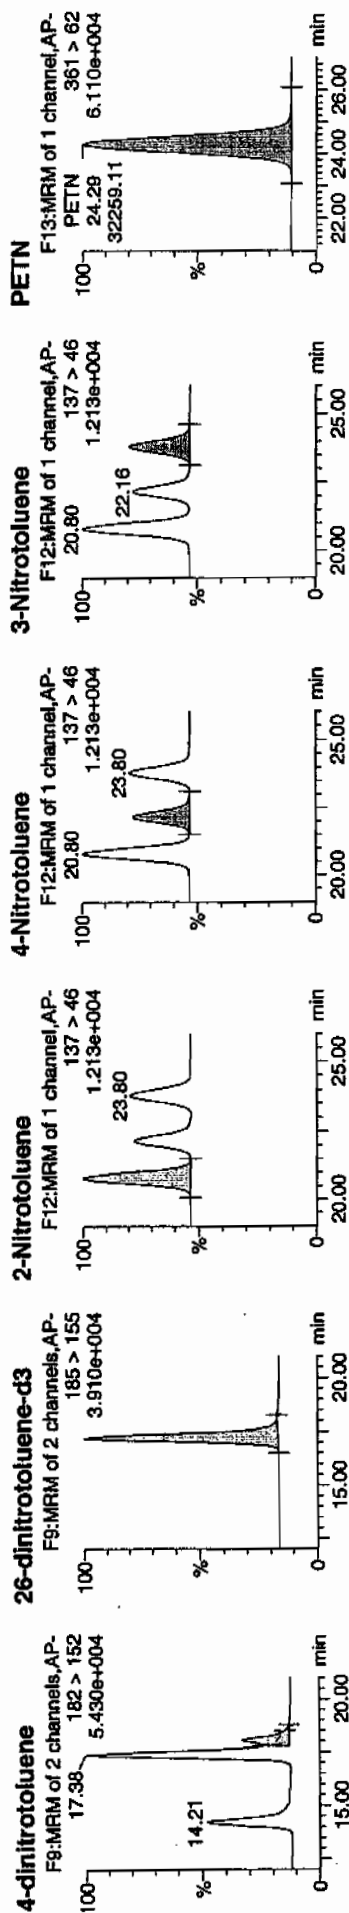 4-dinitrotoluene
F9:MRM of 2 channels,AP-
182 > 152
5.430e+004
100
17.38
14.21
%
0
15.00
20.00
min
26-dinitrotoluene-d3
F9:MRM of 2 channels,AP-
185 > 155
3.910e+004
100
%
0
15.00
20.00
min
2-Nitrotoluene
F12:MRM of 1 channel,AP-
137 > 46
1.213e+004
100
23.80
%
0
20.00
25.00
min
4-Nitrotoluene
F12:MRM of 1 channel,AP-
137 > 46
1.213e+004
100
20.80
23.80
%
0
20.00
25.00
min
3-Nitrotoluene
F12:MRM of 1 channel,AP-
137 > 46
1.213e+004
100
20.80
22.16
%
0
20.00
25.00
min
PETN
F13:MRM of 1 channel,AP-
361 > 62
6.110e+004
100
PETN
24.29
32259.11
%
0
22.00
24.00
26.00
min